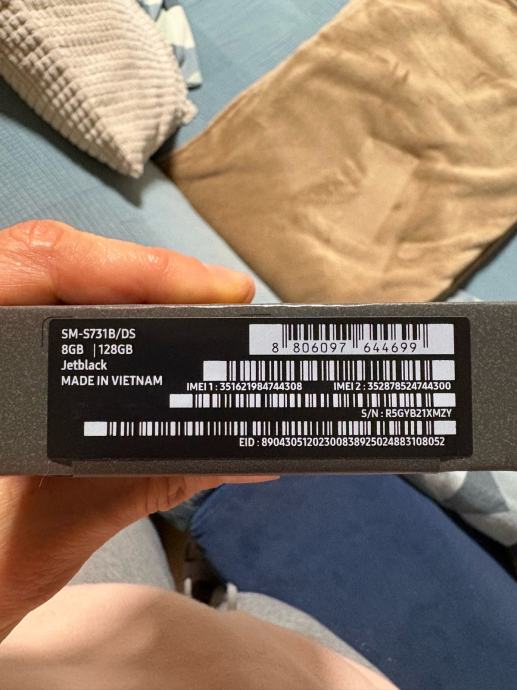 SM-S731B/DS
8GB | 128GB
Jetblack
MADE IN VIETNAM
8 806097 644699
IMEI 1 : 351621984744308 IMEI 2 : 352878524744300
S/N : R5GYB21XMZY
EID : 89043051202300838925024883108052